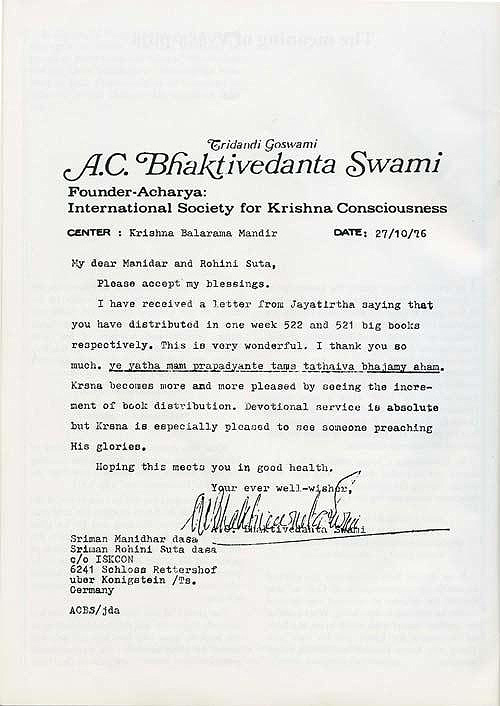 Tridandi Goswami
A.C. Bhaktivedanta Swami
Founder-Acharya:
International Society for Krishna Consciousness
CENTER : Krishna Balarama Mandir DATE: 27/10/76
My dear Manidar and Rohini Suta,
Please accept my blessings.
I have received a letter from Jayatirtha saying that
you have distributed in one week 522 and 521 big books
respectively. This is very wonderful. I thank you so
much. ye yatha mam prapadyante tams tathaiva bhajamy aham.
Krsna becomes more and more pleased by seeing the incre-
ment of book distribution. Devotional service is absolute
but Krsna is especially pleased to see someone preaching
His glories.
Hoping this meets you in good health.
Your ever well-wisher,
A.C. Bhaktivedanta Swami
Sriman Manidhar dasa
Sriman Rohini Suta dasa
c/o ISKCON
6241 Schloss Rettershof
uber Konigstein /Ts.
Germany
ACBS/jda